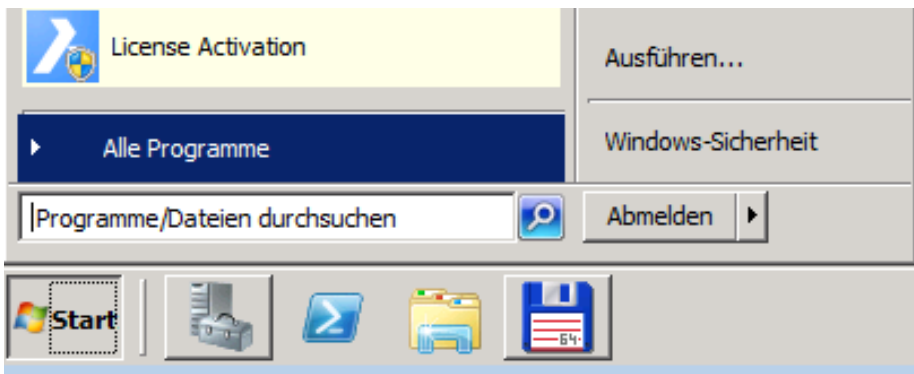 License Activation
Ausführen...
Alle Programme
Windows-Sicherheit
Programme/Dateien durchsuchen
Abmelden
Start
64